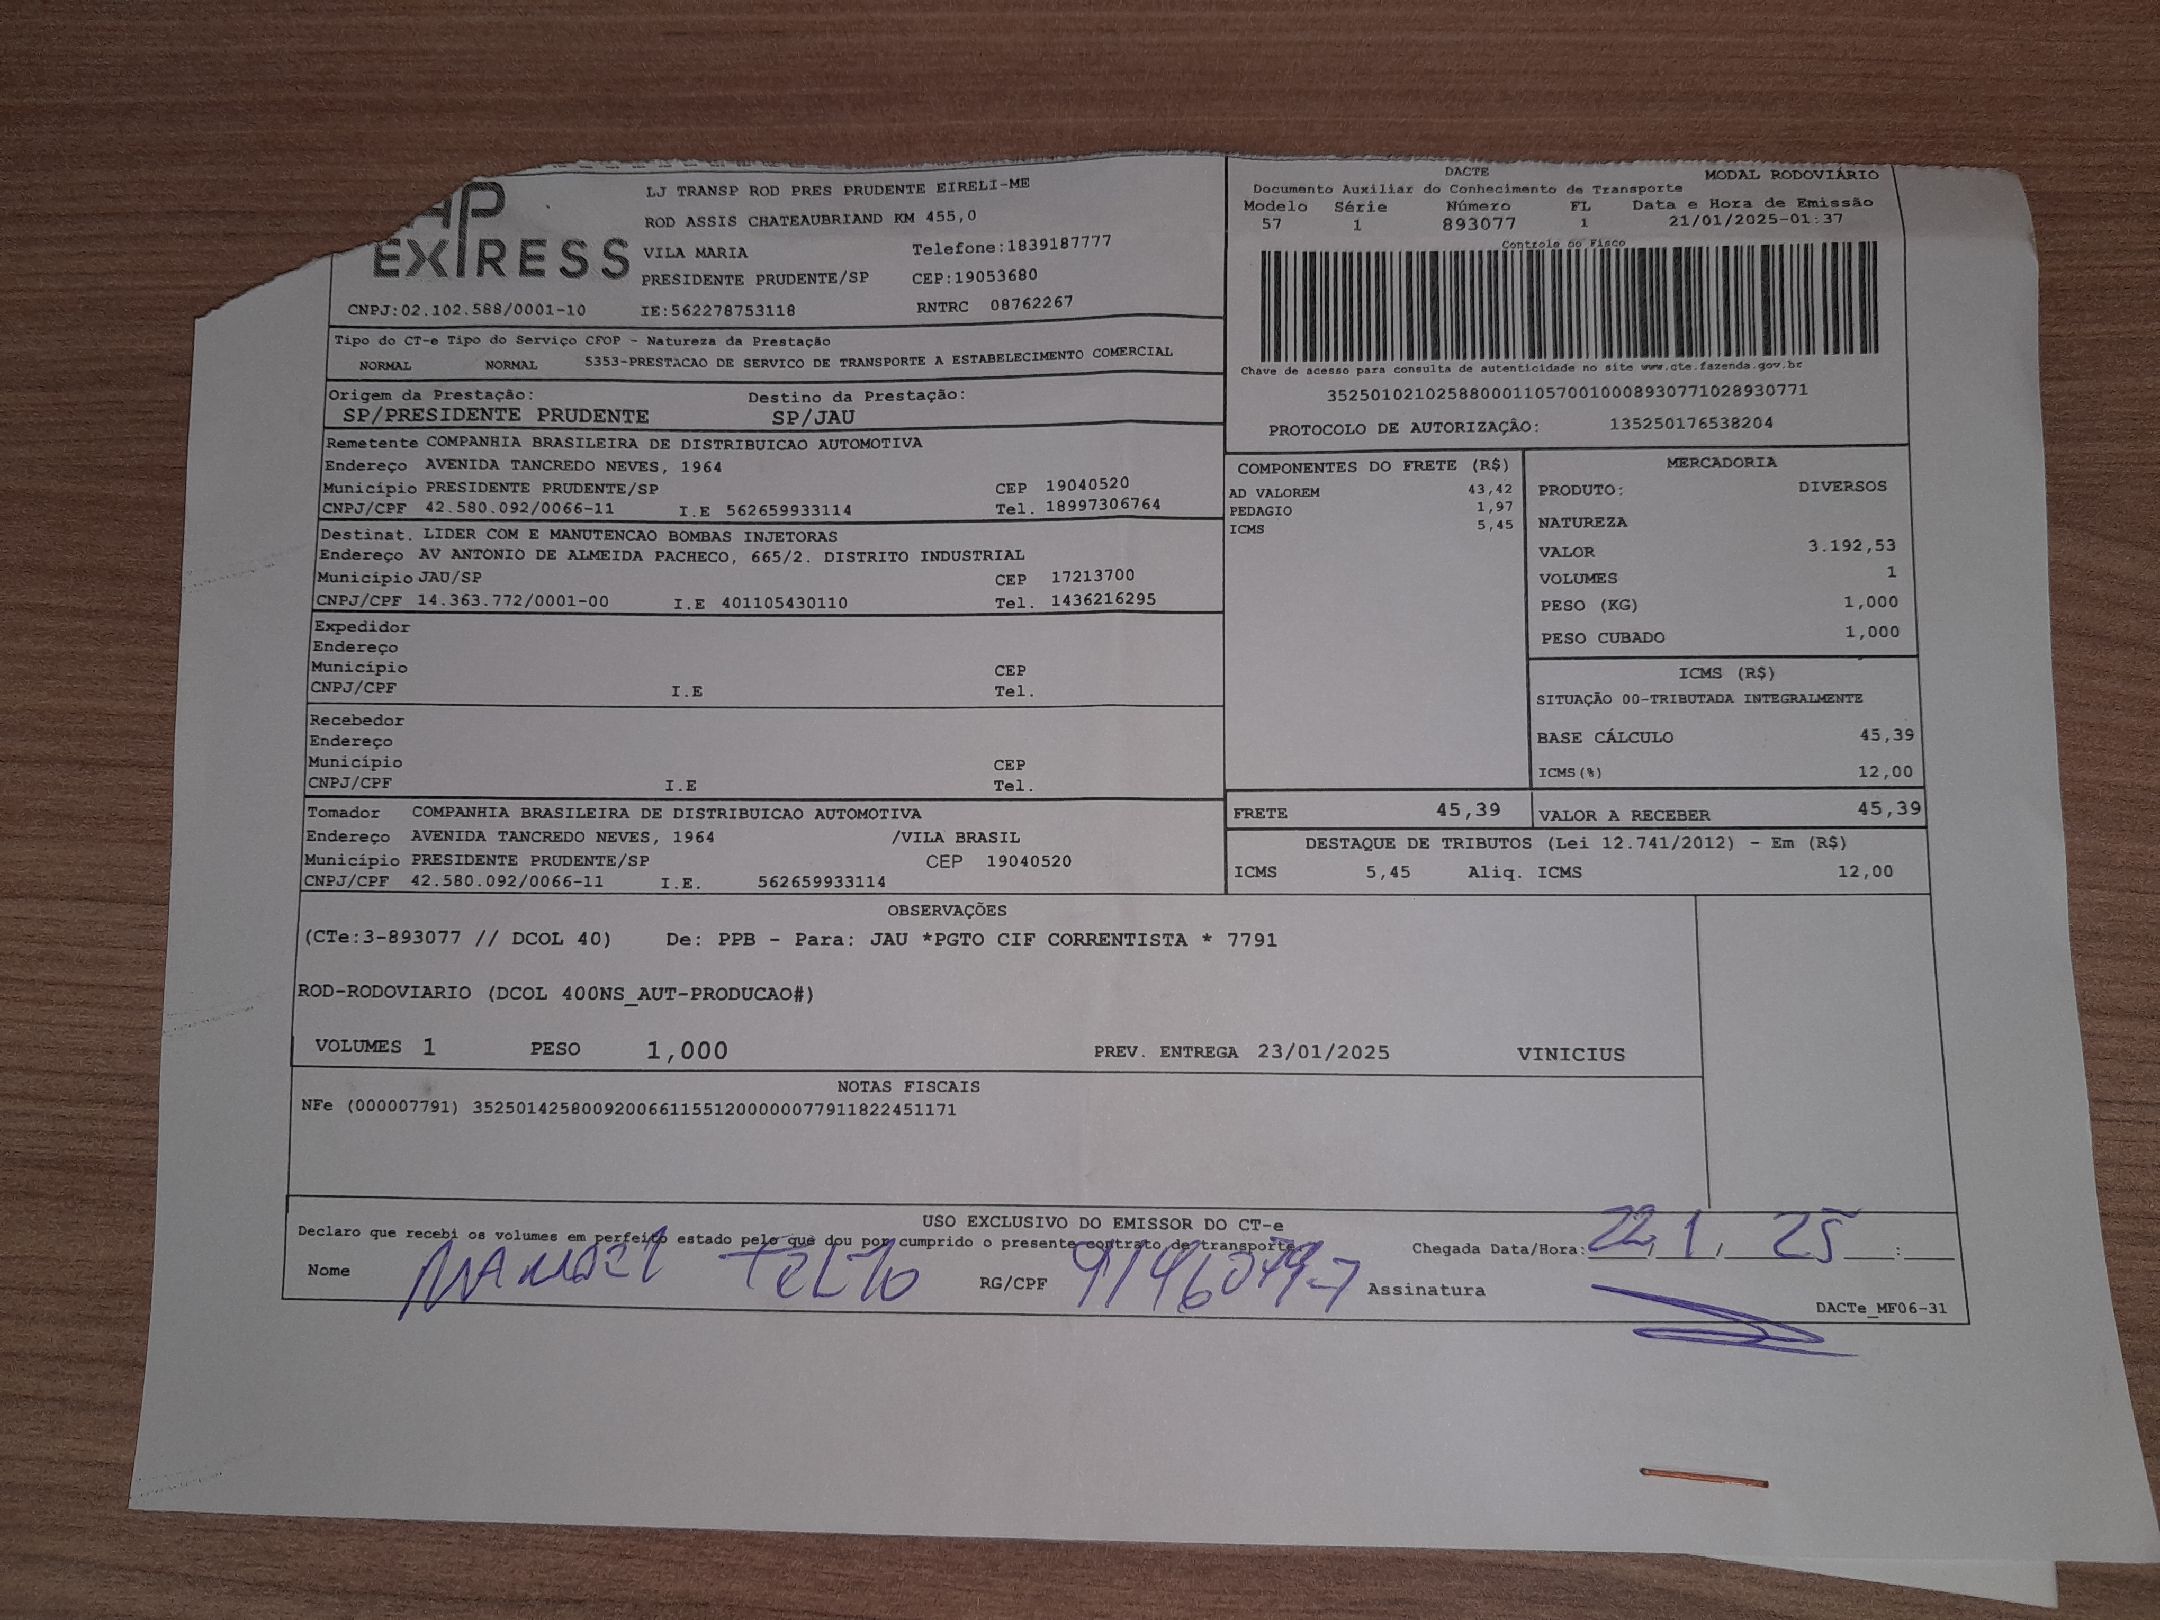 EXPRESS
LJ TRANSP ROD PRES PRUDENTE EIRELI-ME
ROD ASSIS CHATEAUBRIAND KM 455,0
VILA MARIA Telefone:1839187777
PRESIDENTE PRUDENTE/SP CEP:19053680
CNPJ:02.102.588/0001-10 IE:562278753118 RNTRC 08762267
DACTE MODAL RODOVIÁRIO
Documento Auxiliar do Conhecimento de Transporte
Modelo Série Número FL Data e Hora de Emissão
57 1 893077 1 21/01/2025-01:37
Controle do Fisco
Chave de acesso para consulta de autenticidade no site www.cte.fazenda.gov.br
35250102102588000110570010008930771028930771
PROTOCOLO DE AUTORIZAÇÃO: 135250176538204
Tipo do CT-e Tipo do Serviço CFOP - Natureza da Prestação
NORMAL NORMAL 5353-PRESTACAO DE SERVICO DE TRANSPORTE A ESTABELECIMENTO COMERCIAL
Origem da Prestação: Destino da Prestação:
SP/PRESIDENTE PRUDENTE SP/JAU
Remetente COMPANHIA BRASILEIRA DE DISTRIBUICAO AUTOMOTIVA
Endereço AVENIDA TANCREDO NEVES, 1964
Município PRESIDENTE PRUDENTE/SP CEP 19040520
CNPJ/CPF 42.580.092/0066-11 I.E 562659933114 Tel. 18997306764
Destinat. LIDER COM E MANUTENCAO BOMBAS INJETORAS
Endereço AV ANTONIO DE ALMEIDA PACHECO, 665/2. DISTRITO INDUSTRIAL
Município JAU/SP CEP 17213700
CNPJ/CPF 14.363.772/0001-00 I.E 401105430110 Tel. 1436216295
Expedidor
Endereço
Município CEP
CNPJ/CPF I.E Tel.
Recebedor
Endereço
Município CEP
CNPJ/CPF I.E Tel.
Tomador COMPANHIA BRASILEIRA DE DISTRIBUICAO AUTOMOTIVA
Endereço AVENIDA TANCREDO NEVES, 1964 /VILA BRASIL
Município PRESIDENTE PRUDENTE/SP CEP 19040520
CNPJ/CPF 42.580.092/0066-11 I.E. 562659933114
COMPONENTES DO FRETE (R$)
AD VALOREM 43,42
PEDAGIO 1,97
ICMS 5,45
MERCADORIA
PRODUTO: DIVERSOS
NATUREZA
VALOR 3.192,53
VOLUMES 1
PESO (KG) 1,000
PESO CUBADO 1,000
ICMS (R$)
SITUAÇÃO 00-TRIBUTADA INTEGRALMENTE
BASE CÁLCULO 45,39
ICMS(%) 12,00
FRETE 45,39 VALOR A RECEBER 45,39
DESTAQUE DE TRIBUTOS (Lei 12.741/2012) - Em (R$)
ICMS 5,45 Aliq. ICMS 12,00
OBSERVAÇÕES
(CTe:3-893077 // DCOL 40) De: PPB - Para: JAU *PGTO CIF CORRENTISTA * 7791
ROD-RODOVIARIO (DCOL 400NS_AUT-PRODUCAO#)
VOLUMES 1 PESO 1,000 PREV. ENTREGA 23/01/2025 VINICIUS
NOTAS FISCAIS
NFe (000007791) 35250142580092006611551200000077911822451171
USO EXCLUSIVO DO EMISSOR DO CT-e
Declaro que recebi os volumes em perfeito estado pelo que dou por cumprido o presente contrato de transporte. Chegada Data/Hora: 22, 1, 25 :
Nome RG/CPF Assinatura
DACTe_MF06-31